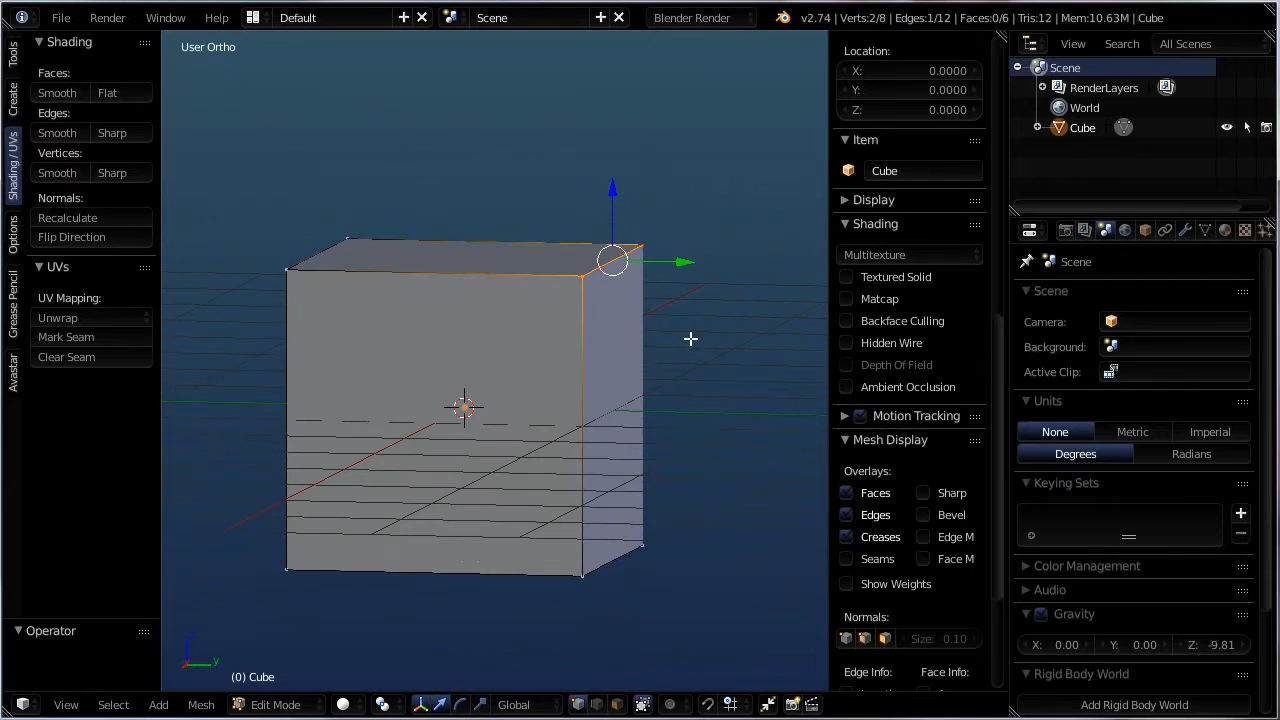 File Render Window Help Default Scene Blender Render v2.74 | Verts:2/8 | Edges:1/12 | Faces:0/6 | Tris:12 | Mem:10.63M | Cube
Shading
Faces:
Smooth Flat
Edges:
Smooth Sharp
Vertices:
Smooth Sharp
Normals:
Recalculate
Flip Direction
UVs
UV Mapping:
Unwrap
Mark Seam
Clear Seam
Operator
Tools
Create
Shading / UVs
Options
Grease Pencil
Avastar
User Ortho
y
(0) Cube
View Select Add Mesh Edit Mode Global
Location:
X: 0.0000
Y: 0.0000
Z: 0.0000
Item
Cube
Display
Shading
Multitexture
Textured Solid
Matcap
Backface Culling
Hidden Wire
Depth Of Field
Ambient Occlusion
Motion Tracking
Mesh Display
Overlays:
Faces Sharp
Edges Bevel
Creases Edge M
Seams Face M
Show Weights
Normals:
Size: 0.10
Edge Info: Face Info:
View Search All Scenes
Scene
RenderLayers
World
Cube
Scene
Scene
Camera:
Background:
Active Clip:
Units
None Metric Imperial
Degrees Radians
Keying Sets
Color Management
Audio
Gravity
X: 0.00 Y: 0.00 Z: -9.81
Rigid Body World
Add Rigid Body World